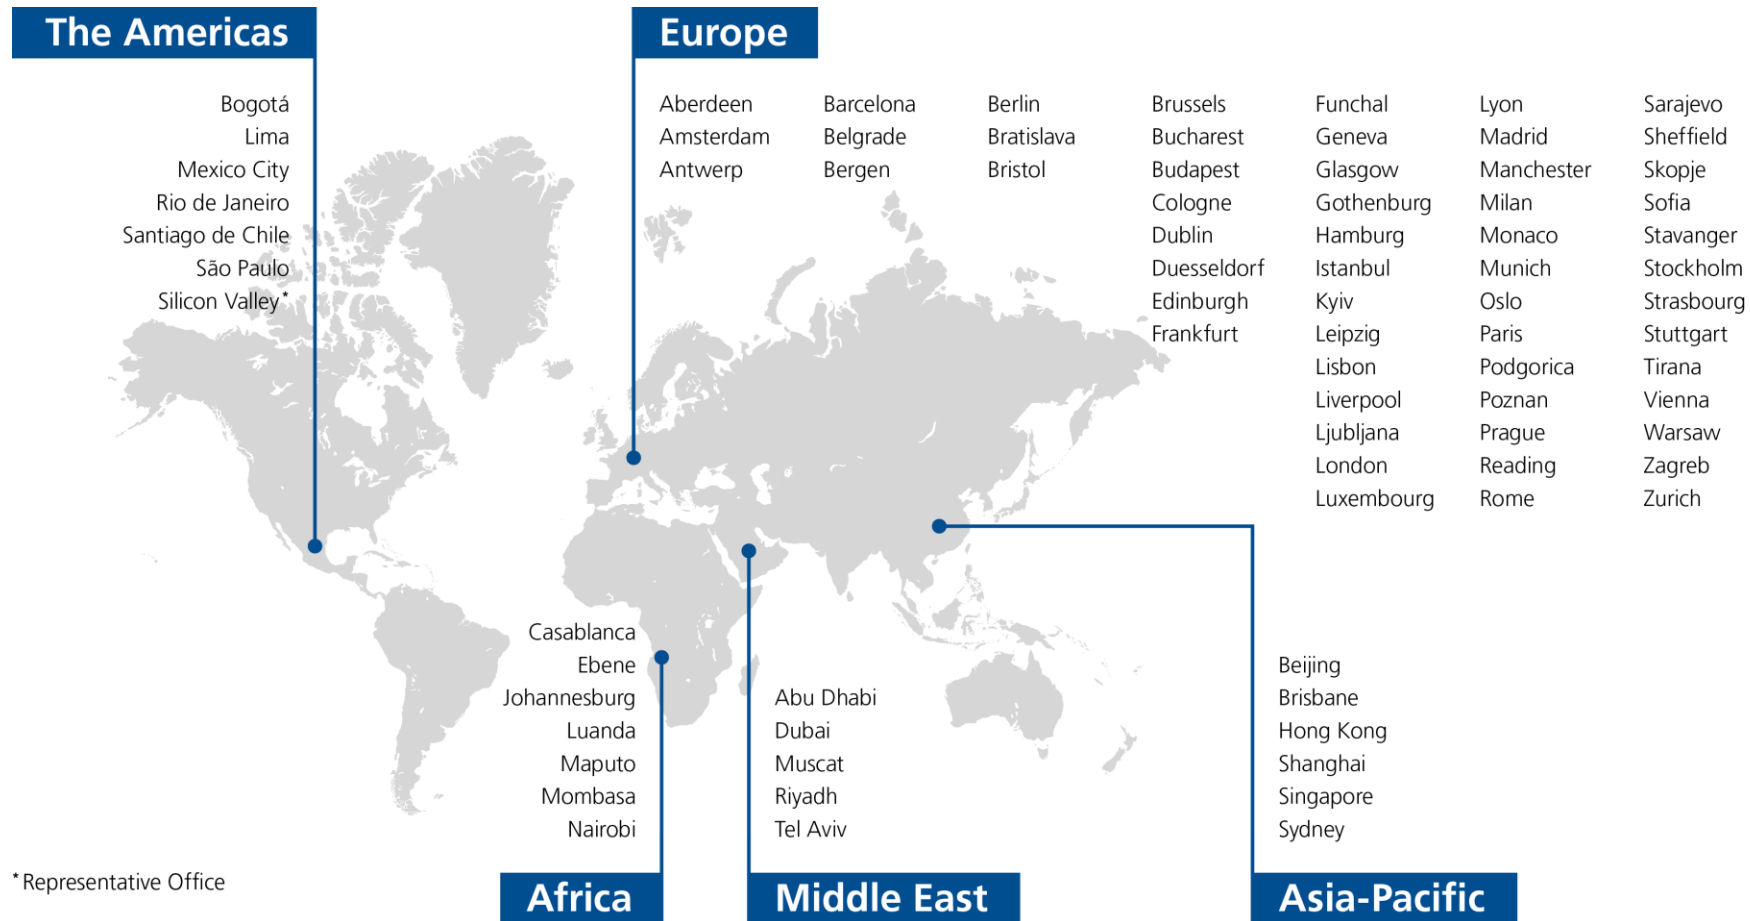 The Americas
Bogotá
Lima
Mexico City
Rio de Janeiro
Santiago de Chile
São Paulo
Silicon Valley*
Europe
Aberdeen
Amsterdam
Antwerp
Barcelona
Belgrade
Bergen
Berlin
Bratislava
Bristol
Brussels
Bucharest
Budapest
Cologne
Dublin
Duesseldorf
Edinburgh
Frankfurt
Funchal
Geneva
Glasgow
Gothenburg
Hamburg
Istanbul
Kyiv
Leipzig
Lisbon
Liverpool
Ljubljana
London
Luxembourg
Lyon
Madrid
Manchester
Milan
Monaco
Munich
Oslo
Paris
Podgorica
Poznan
Prague
Reading
Rome
Sarajevo
Sheffield
Skopje
Sofia
Stavanger
Stockholm
Strasbourg
Stuttgart
Tirana
Vienna
Warsaw
Zagreb
Zurich
Casablanca
Ebene
Johannesburg
Luanda
Maputo
Mombasa
Nairobi
Africa
Abu Dhabi
Dubai
Muscat
Riyadh
Tel Aviv
Middle East
Beijing
Brisbane
Hong Kong
Shanghai
Singapore
Sydney
Asia-Pacific
*Representative Office